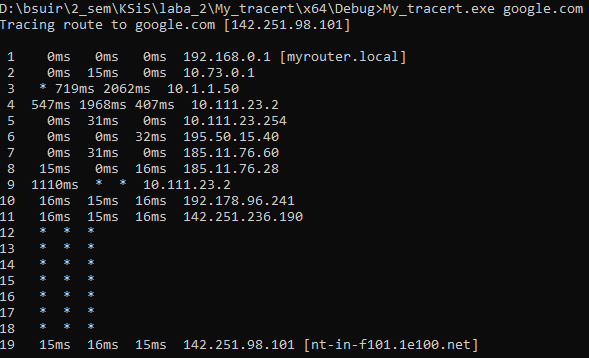 D:\bsuir\2_sem\KSiS\laba_2\My_tracert\x64\Debug>My_tracert.exe google.com
Tracing route to google.com [142.251.98.101]
1 0ms 0ms 0ms 192.168.0.1 [myrouter.local]
2 0ms 15ms 0ms 10.73.0.1
3 * 719ms 2062ms 10.1.1.50
4 547ms 1968ms 407ms 10.111.23.2
5 0ms 31ms 0ms 10.111.23.254
6 0ms 0ms 32ms 195.50.15.40
7 0ms 31ms 0ms 185.11.76.60
8 15ms 0ms 16ms 185.11.76.28
9 1110ms * * 10.111.23.2
10 16ms 15ms 16ms 192.178.96.241
11 16ms 15ms 16ms 142.251.236.190
12 * * *
13 * * *
14 * * *
15 * * *
16 * * *
17 * * *
18 * * *
19 15ms 16ms 15ms 142.251.98.101 [nt-in-f101.1e100.net]